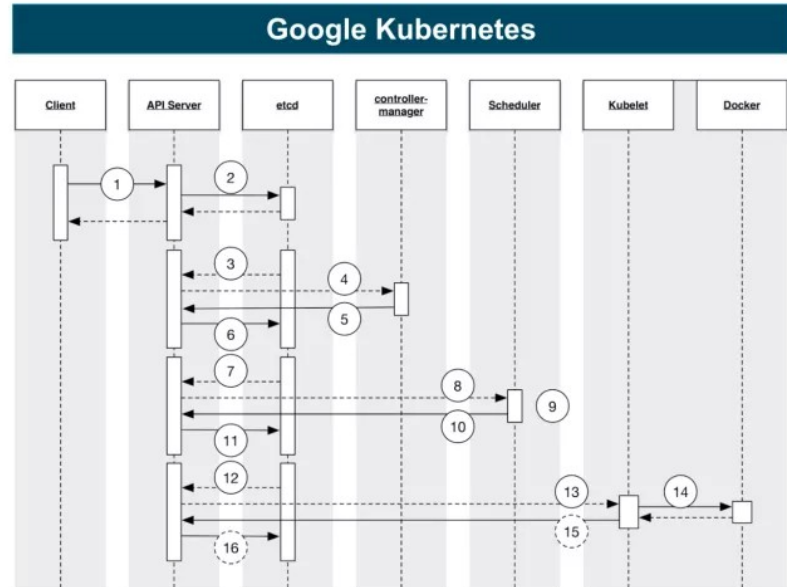 Google Kubernetes
Client
API Server
etcd
controller-
manager
Scheduler
Kubelet
Docker
1
2
3
4
5
6
7
8
9
10
11
12
13
14
15
16